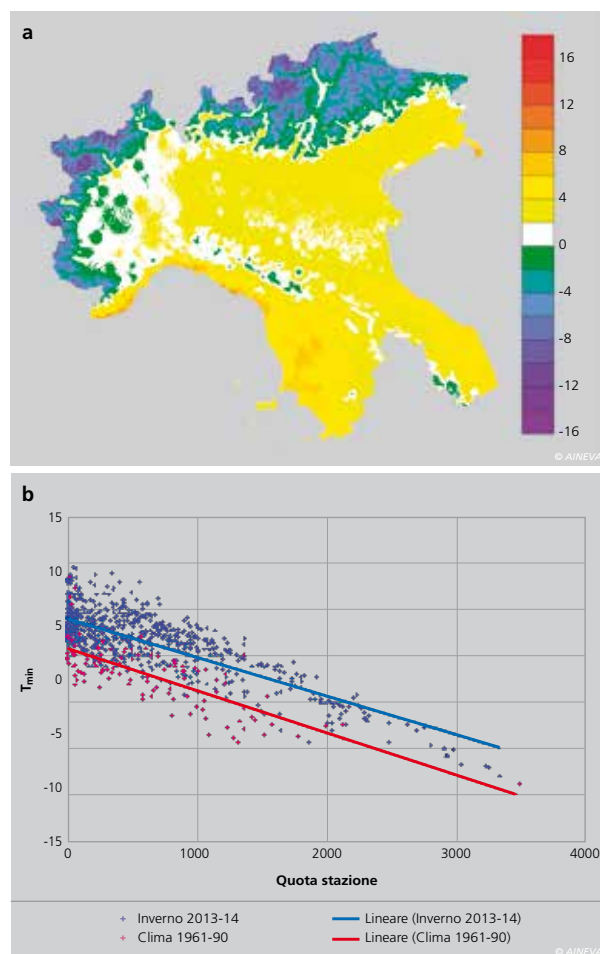 a
16
12
8
4
0
-4
-8
-12
-16
© AINEVA
b
15
10
5
0
-5
-10
-15
T min
0
1000
2000
3000
4000
Quota stazione
Inverno 2013-14
Lineare (Inverno 2013-14)
Clima 1961-90
Lineare (Clima 1961-90)
© AINEVA